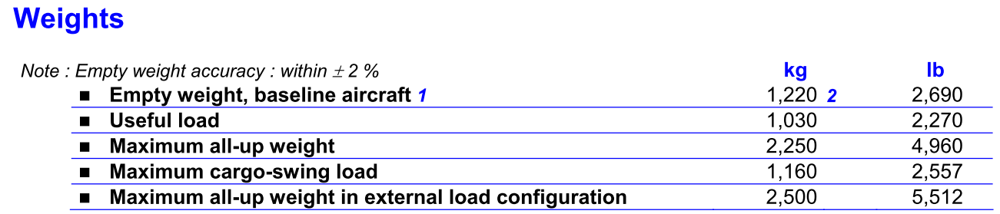 Weights
Note : Empty weight accuracy : within ± 2 % kg lb
■ Empty weight, baseline aircraft 1 1,220 2 2,690
■ Useful load 1,030 2,270
■ Maximum all-up weight 2,250 4,960
■ Maximum cargo-swing load 1,160 2,557
■ Maximum all-up weight in external load configuration 2,500 5,512